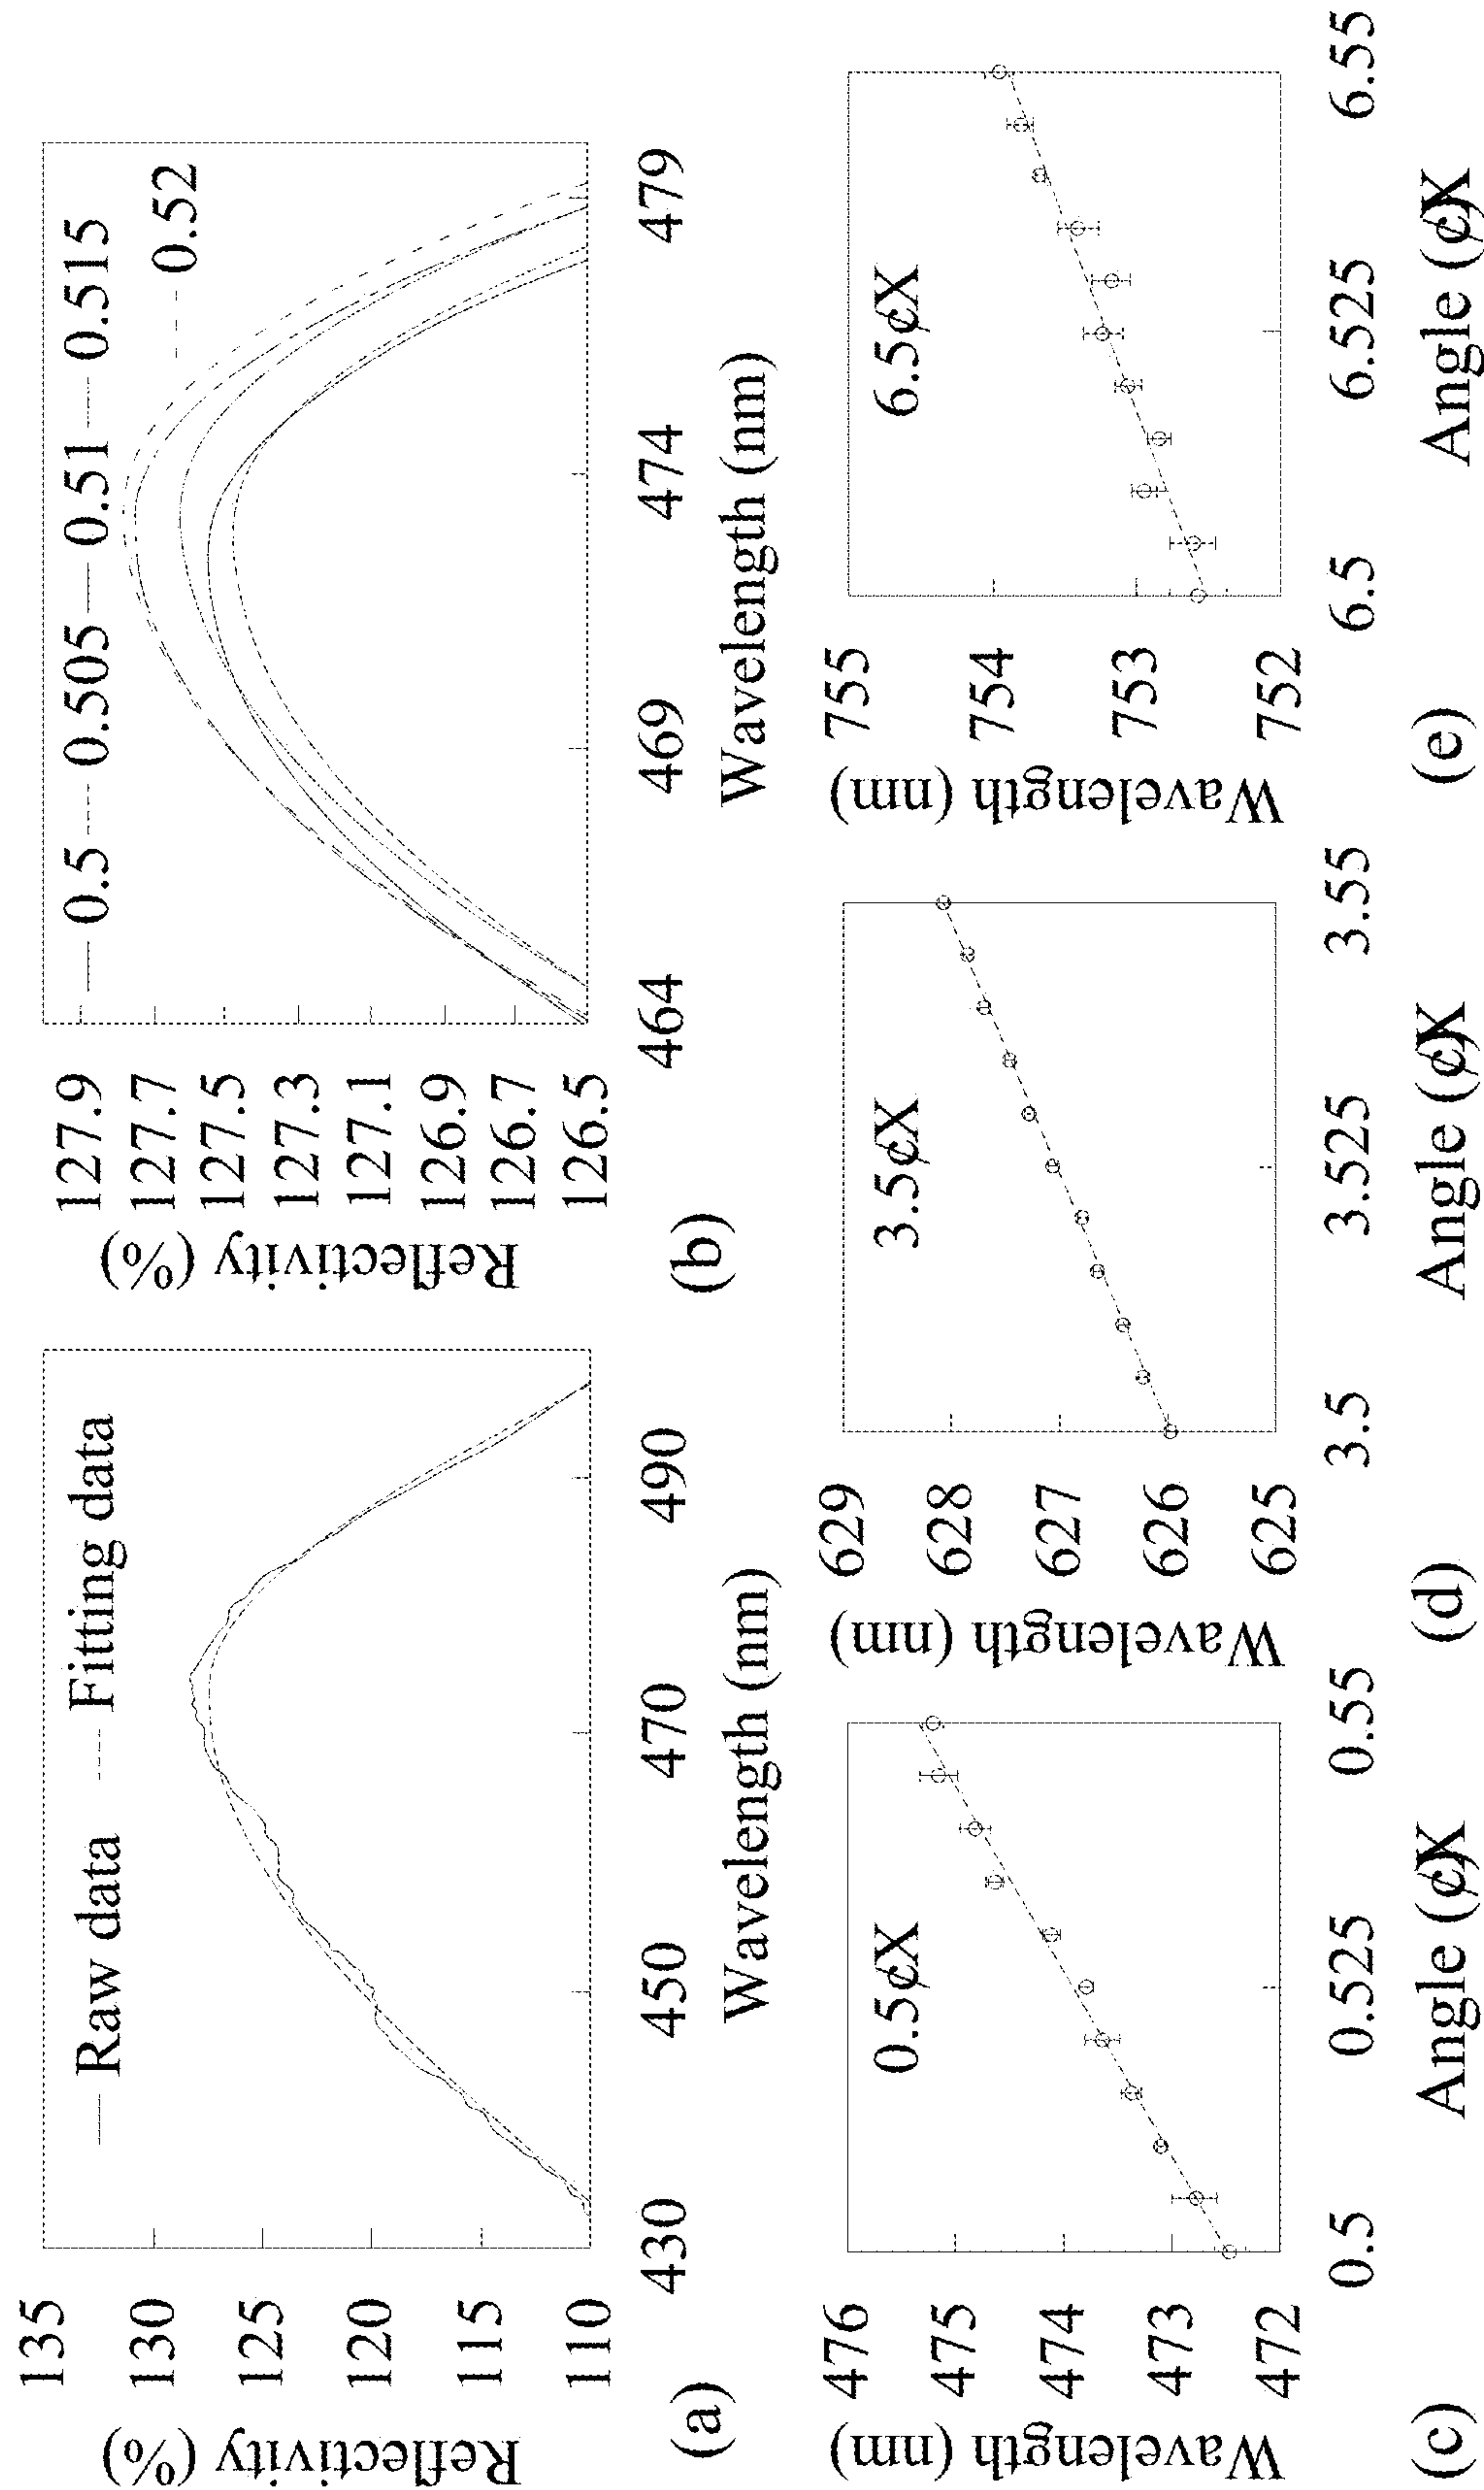 Reflectivity (%)
135
130
125
120
115
110
Raw data
Fitting data
430
450
470
490
Wavelength (nm)
(a)
Reflectivity (%)
127.9
127.7
127.5
127.3
127.1
126.9
126.7
126.5
0.5
0.505
0.51
0.515
0.52
464
469
474
479
Wavelength (nm)
(b)
Wavelength (nm)
476
475
474
473
472
0.5¢X
0.5
0.525
0.55
Angle (¢X
(c)
Wavelength (nm)
629
628
627
626
625
3.5¢X
3.5
3.525
3.55
Angle (¢X
(d)
Wavelength (nm)
755
754
753
752
6.5¢X
6.5
6.525
6.55
Angle (¢X
(e)